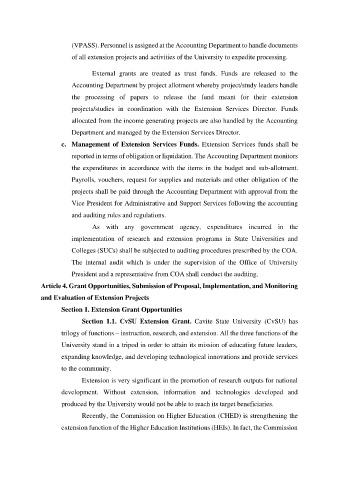 (VPASS). Personnel is assigned at the Accounting Department to handle documents
of all extension projects and activities of the University to expedite processing.
External grants are treated as trust funds. Funds are released to the
Accounting Department by project allotment whereby project/study leaders handle
the processing of papers to release the fund meant for their extension
projects/studies in coordination with the Extension Services Director. Funds
allocated from the income generating projects are also handled by the Accounting
Department and managed by the Extension Services Director.
c. Management of Extension Services Funds. Extension Services funds shall be
reported in terms of obligation or liquidation. The Accounting Department monitors
the expenditures in accordance with the items in the budget and sub-allotment.
Payrolls, vouchers, request for supplies and materials and other obligation of the
projects shall be paid through the Accounting Department with approval from the
Vice President for Administrative and Support Services following the accounting
and auditing rules and regulations.
As with any government agency, expenditures incurred in the
implementation of research and extension programs in State Universities and
Colleges (SUCs) shall be subjected to auditing procedures prescribed by the COA.
The internal audit which is under the supervision of the Office of University
President and a representative from COA shall conduct the auditing.
Article 4. Grant Opportunities, Submission of Proposal, Implementation, and Monitoring
and Evaluation of Extension Projects
Section 1. Extension Grant Opportunities
Section 1.1. CvSU Extension Grant. Cavite State University (CvSU) has
trilogy of functions – instruction, research, and extension. All the three functions of the
University stand in a tripod in order to attain its mission of educating future leaders,
expanding knowledge, and developing technological innovations and provide services
to the community.
Extension is very significant in the promotion of research outputs for national
development. Without extension, information and technologies developed and
produced by the University would not be able to reach its target beneficiaries.
Recently, the Commission on Higher Education (CHED) is strengthening the
extension function of the Higher Education Institutions (HEIs). In fact, the Commission